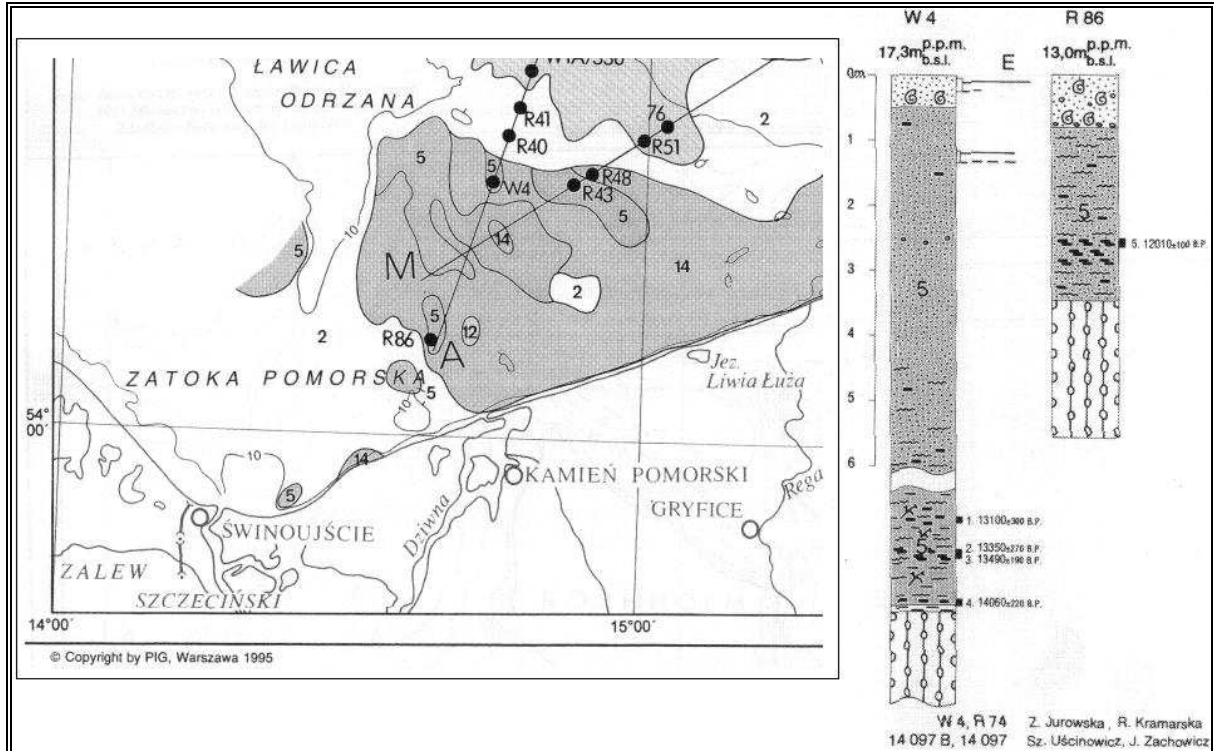 ŁAWICA
ODRZANA
R41
R40
76
R51
2
5
5
W4
R48
R43
5
10
5
14
14
M
2
2
5
12
R86
A
ZATOKA POMORSKA
5
10
Jez.
Liwia Łuża
54°
00'
10
14
5
KAMIEŃ POMORSKI
GRYFICE
Rega
Dziwna
ŚWINOUJŚCIE
ZALEW
SZCZECIŃSKI
14°00'
15°00'
© Copyright by PIG, Warszawa 1995
W 4
17,3m p.p.m.
b.s.l.
E
R 86
13,0m p.p.m.
b.s.l.
0m
1
2
3
4
5
6
5
5
5
5. 12010±100 B.P.
1. 13100±300 B.P.
2. 13350±270 B.P.
3. 13490±190 B.P.
4. 14060±220 B.P.
W 4, R 74 Z. Jurowska, R. Kramarska
14 097 B, 14 097 Sz. Uścinowicz, J. Zachowicz